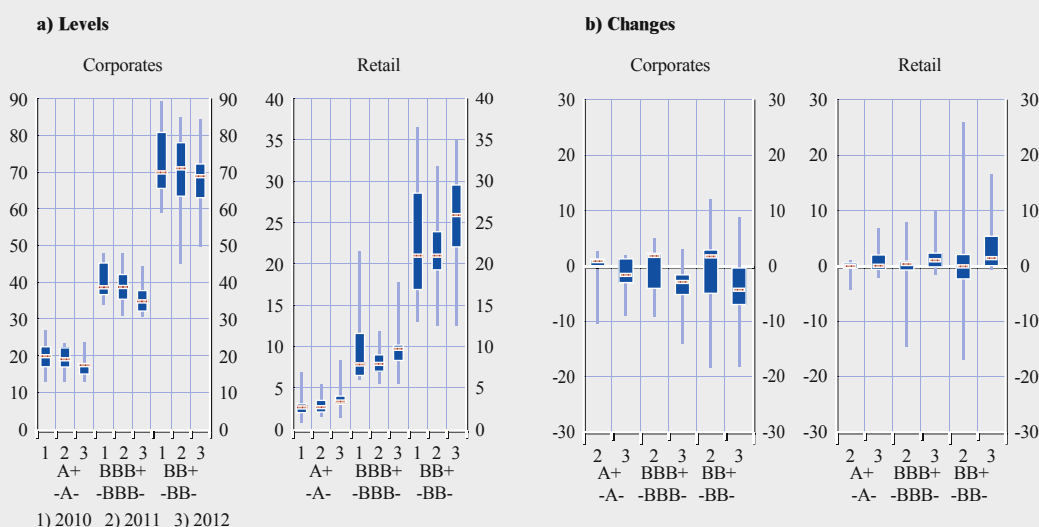 a) Levels
b) Changes
Corporates
Retail
Corporates
Retail
90 90 40 40 30 30 30 30
80 80 35 35 20 20 20 20
70 70 30 30 10 10 10 10
60 60 25 25 0 0 0 0
50 50 20 20 -10 -10 -10 -10
40 40 15 15 -20 -20 -20 -20
30 30 10 10 -30 -30 -30 -30
20 20 5 5
10 10 0 0
0 0
1 2 3 1 2 3 1 2 3 1 2 3 1 2 3 1 2 3 2 3 2 3 2 3 2 3 2 3 2 3
A+ BBB+ BB+ A+ BBB+ BB+ A+ BBB+ BB+ A+ BBB+ BB+
-A- -BBB- -BB- -A- -BBB- -BB- -A- -BBB- -BB- -A- -BBB- -BB-
1) 2010 2) 2011 3) 2012